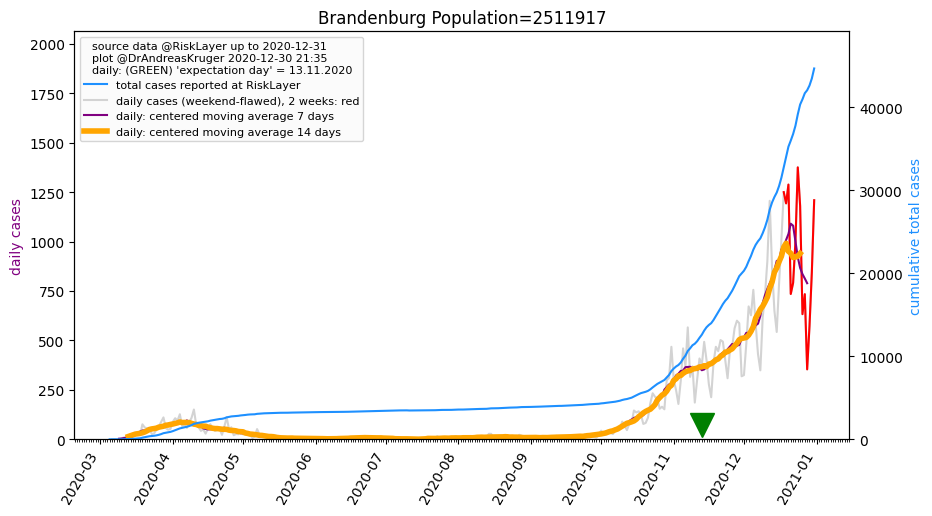 Brandenburg Population=2511917
source data @RiskLayer up to 2020-12-31
plot @DrAndreasKruger 2020-12-30 21:35
daily: (GREEN) 'expectation day' = 13.11.2020
total cases reported at RiskLayer
daily cases (weekend-flawed), 2 weeks: red
daily: centered moving average 7 days
daily: centered moving average 14 days
daily cases
2000
1750
1500
1250
1000
750
500
250
0
cumulative total cases
40000
30000
20000
10000
0
2020-03
2020-04
2020-05
2020-06
2020-07
2020-08
2020-09
2020-10
2020-11
2020-12
2021-01